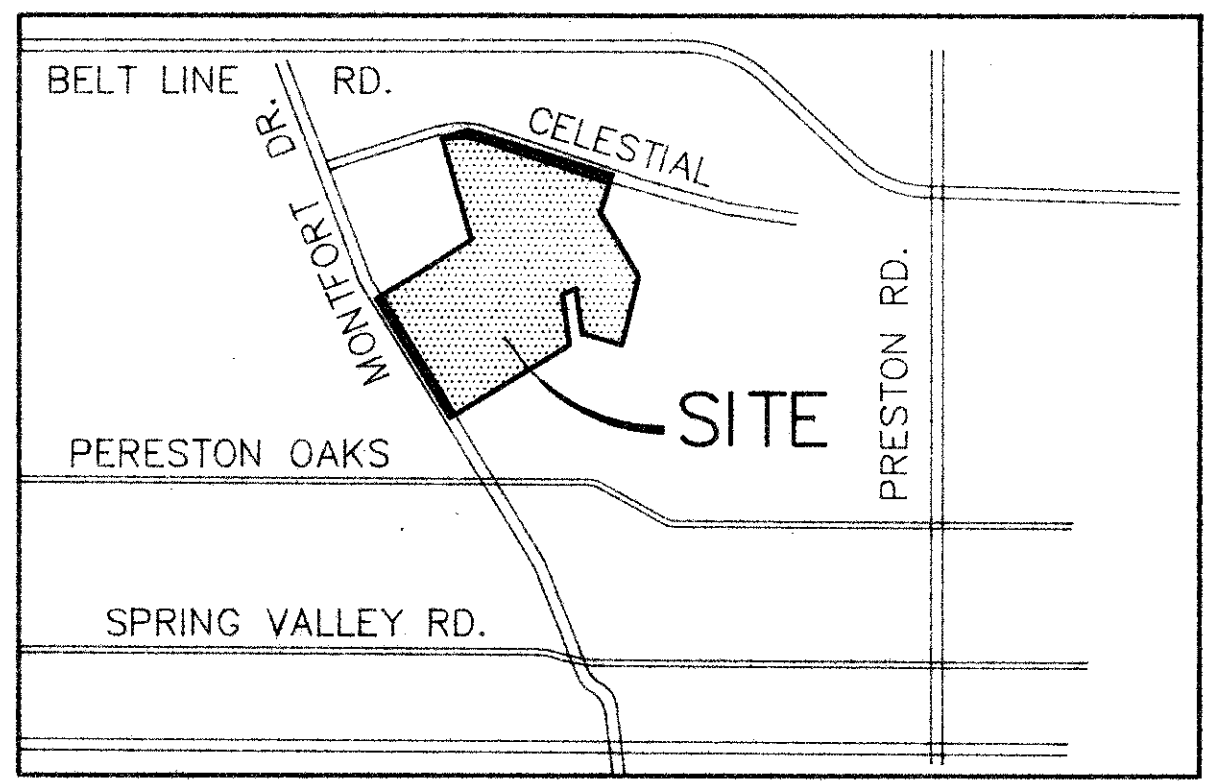 BELT LINE RD.
MONTFORT DR.
CELESTIAL
PRESTON RD.
SITE
PERESTON OAKS
SPRING VALLEY RD.